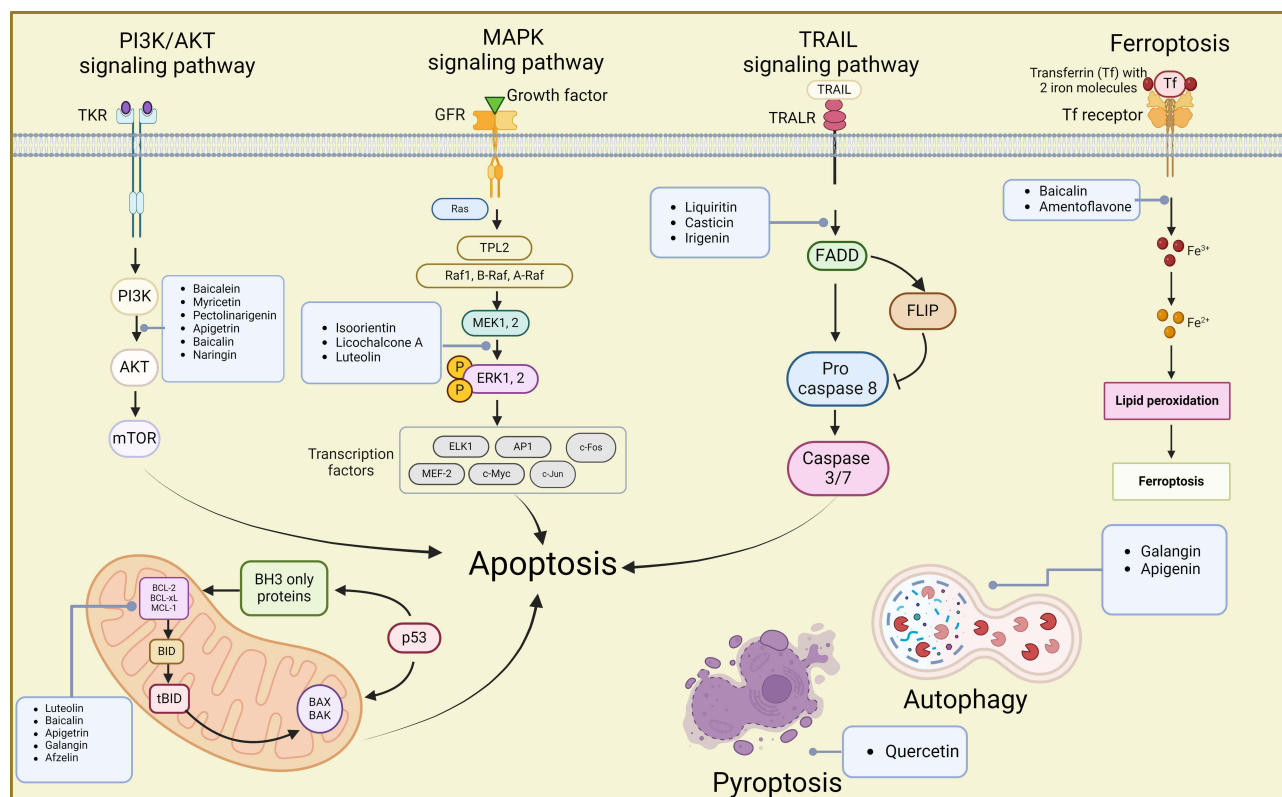 PI3K/AKT
signaling pathway
TKR
PI3K
• Baicalein
• Myricetin
• Pectolinarigenin
• Apigetrin
• Baicalin
• Naringin
AKT
mTOR
MAPK
signaling pathway
Growth factor
GFR
Ras
TPL2
Raf1, B-Raf, A-Raf
MEK1, 2
• Isoorientin
• Licochalcone A
• Luteolin
P
P
ERK1, 2
Transcription
factors
ELK1
AP1
c-Fos
MEF-2
c-Myc
c-Jun
TRAIL
signaling pathway
TRAIL
TRALR
• Liquiritin
• Casticin
• Irigenin
FADD
FLIP
Pro
caspase 8
Caspase
3/7
Ferroptosis
Transferrin (Tf) with
2 iron molecules
Tf
Tf receptor
• Baicalin
• Amentoflavone
Fe3+
Fe2+
Lipid peroxidation
Ferroptosis
Apoptosis
BCL-2
BCL-xL
MCL-1
BH3 only
proteins
p53
BID
tBID
BAX
BAK
• Luteolin
• Baicalin
• Apigetrin
• Galangin
• Afzelin
• Galangin
• Apigenin
Autophagy
• Quercetin
Pyroptosis